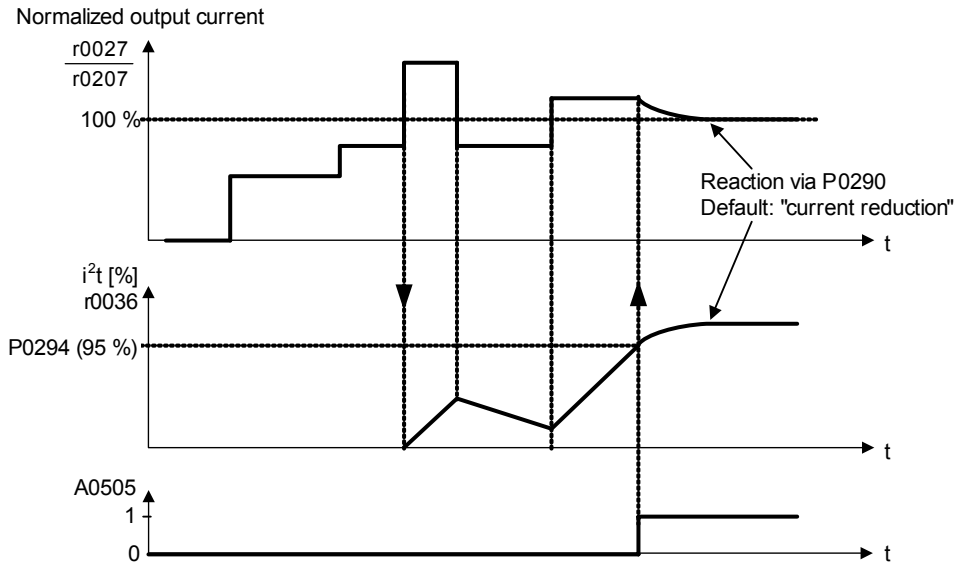 Normalized output current
r0027
r0207
100 %
t
Reaction via P0290
Default: "current reduction"
i²t [%]
r0036
P0294 (95 %)
t
A0505
1
0
t